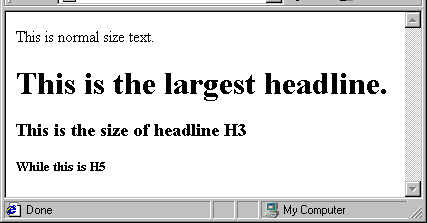 This is normal size text.
This is the largest headline.
This is the size of headline H3
While this is H5
Done
My Computer